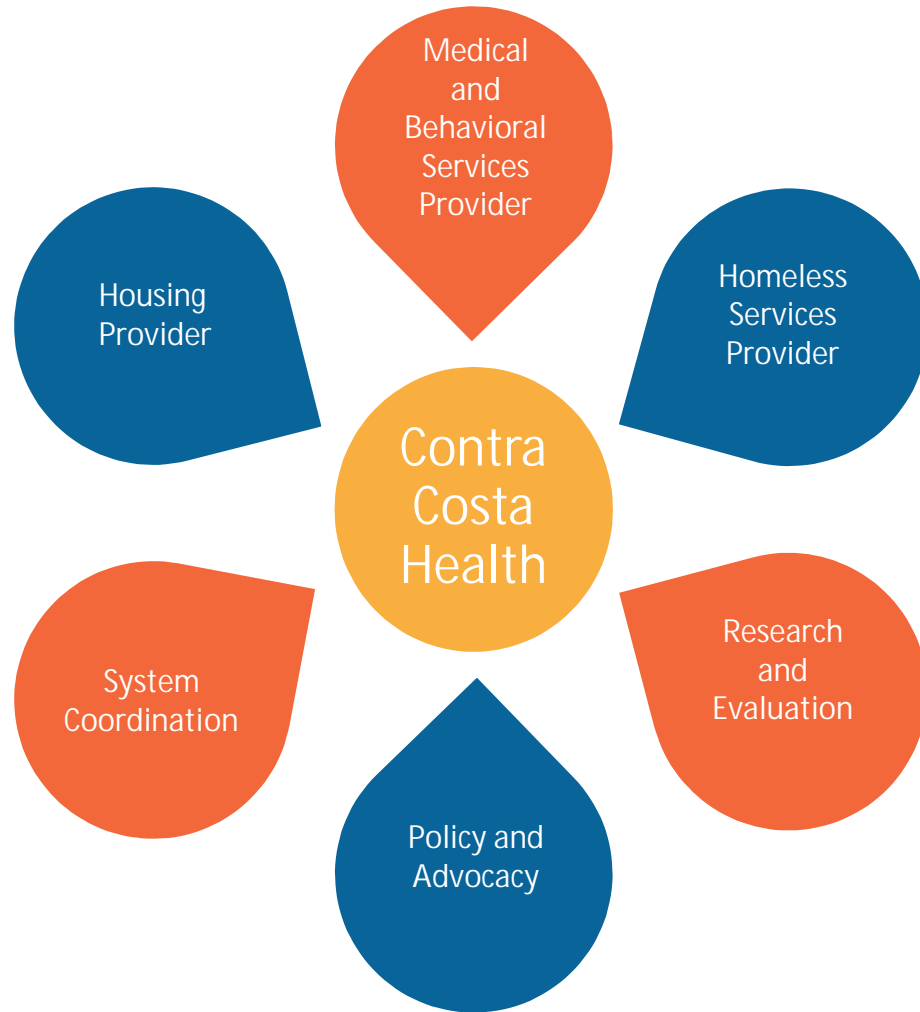 Medical
and
Behavioral
Services
Provider
Homeless
Services
Provider
Housing
Provider
Contra
Costa
Health
Research
and
Evaluation
System
Coordination
Policy and
Advocacy